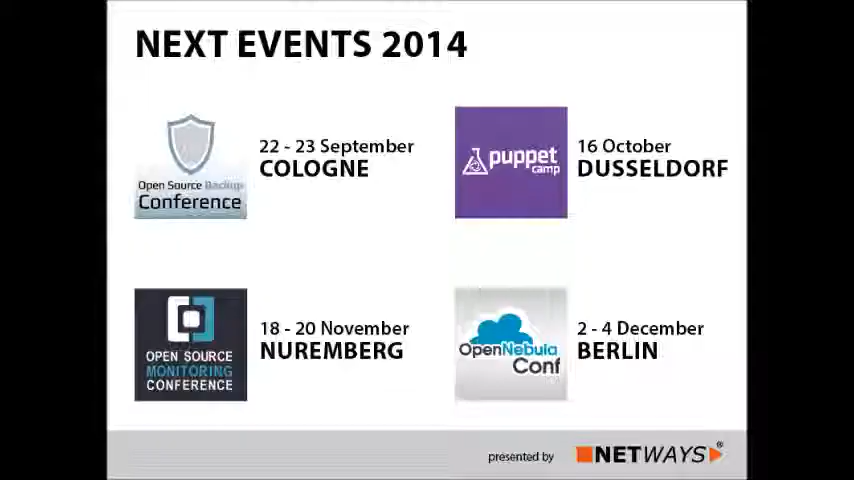 NEXT EVENTS 2014
Open Source Backup
Conference
22 - 23 September
COLOGNE
puppet
camp
16 October
DUSSELDORF
OPEN SOURCE
MONITORING
CONFERENCE
18 - 20 November
NUREMBERG
OpenNebula
Conf
2 - 4 December
BERLIN
presented by
NETWAYS®